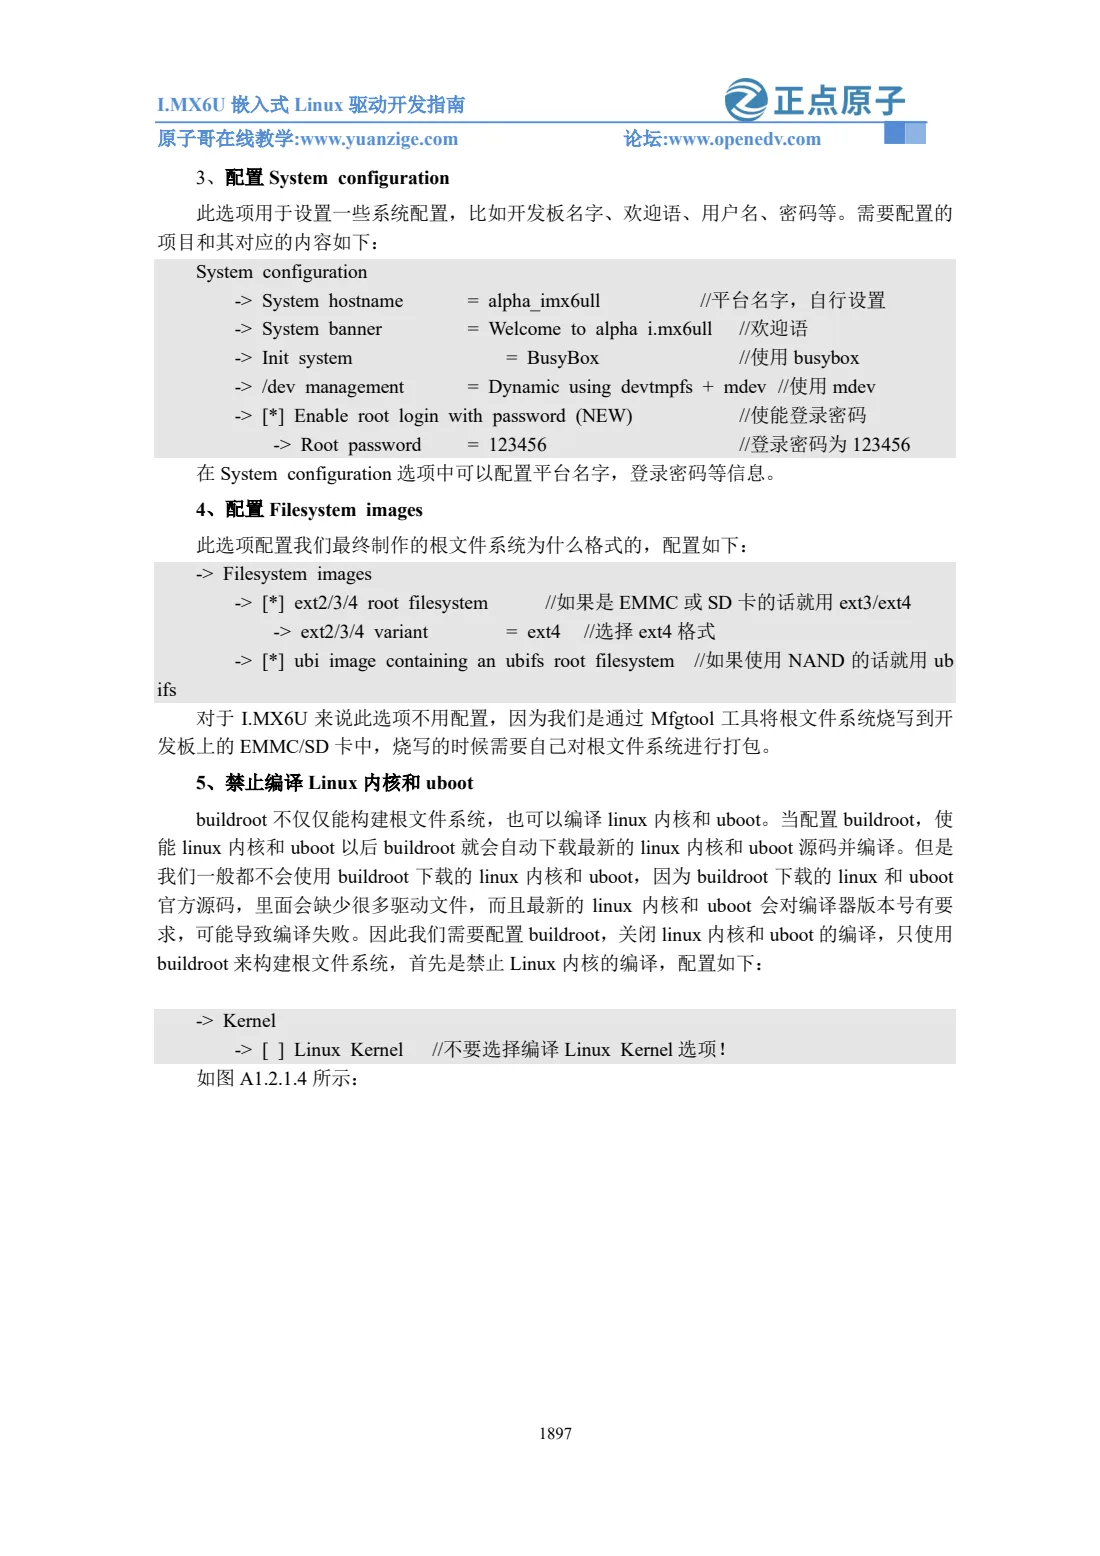 I.MX6U 嵌入式 Linux 驱动开发指南
正点原子
原子哥在线教学:www.yuanzige.com 论坛:www.openedv.com
3、配置 System configuration
此选项用于设置一些系统配置，比如开发板名字、欢迎语、用户名、密码等。需要配置的
项目和其对应的内容如下：
System configuration
-> System hostname = alpha_imx6ull //平台名字，自行设置
-> System banner = Welcome to alpha i.mx6ull //欢迎语
-> Init system = BusyBox //使用 busybox
-> /dev management = Dynamic using devtmpfs + mdev //使用 mdev
-> [*] Enable root login with password (NEW) //使能登录密码
-> Root password = 123456 //登录密码为 123456
在 System configuration 选项中可以配置平台名字，登录密码等信息。
4、配置 Filesystem images
此选项配置我们最终制作的根文件系统为什么格式的，配置如下：
-> Filesystem images
-> [*] ext2/3/4 root filesystem //如果是 EMMC 或 SD 卡的话就用 ext3/ext4
-> ext2/3/4 variant = ext4 //选择 ext4 格式
-> [*] ubi image containing an ubifs root filesystem //如果使用 NAND 的话就用 ub
ifs
对于 I.MX6U 来说此选项不用配置，因为我们是通过 Mfgtool 工具将根文件系统烧写到开
发板上的 EMMC/SD 卡中，烧写的时候需要自己对根文件系统进行打包。
5、禁止编译 Linux 内核和 uboot
buildroot 不仅仅能构建根文件系统，也可以编译 linux 内核和 uboot。当配置 buildroot，使
能 linux 内核和 uboot 以后 buildroot 就会自动下载最新的 linux 内核和 uboot 源码并编译。但是
我们一般都不会使用 buildroot 下载的 linux 内核和 uboot，因为 buildroot 下载的 linux 和 uboot
官方源码，里面会缺少很多驱动文件，而且最新的 linux 内核和 uboot 会对编译器版本号有要
求，可能导致编译失败。因此我们需要配置 buildroot，关闭 linux 内核和 uboot 的编译，只使用
buildroot 来构建根文件系统，首先是禁止 Linux 内核的编译，配置如下：
-> Kernel
-> [ ] Linux Kernel //不要选择编译 Linux Kernel 选项！
如图 A1.2.1.4 所示：
1897